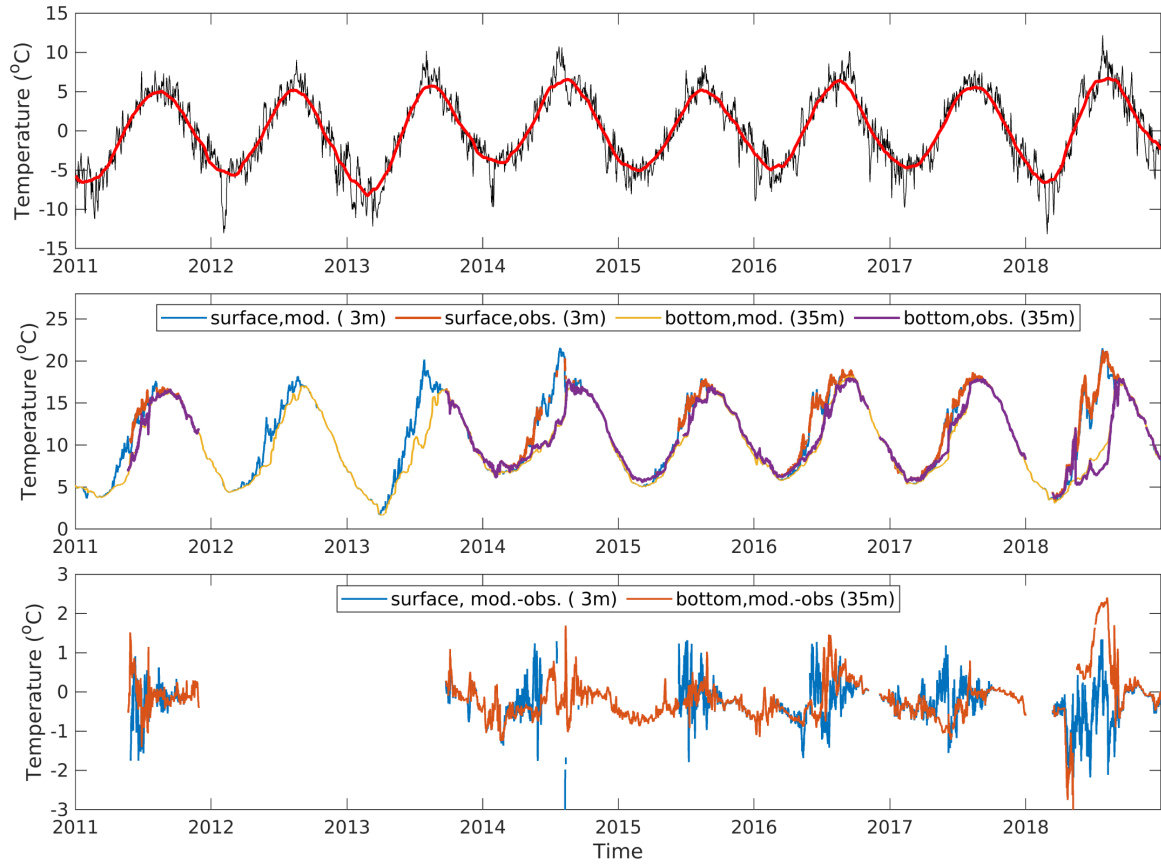 Temperature (°C)
15
10
5
0
-5
-10
-15
2011 2012 2013 2014 2015 2016 2017 2018
Temperature (°C)
25
20
15
10
5
0
surface,mod. ( 3m) surface,obs. (3m) bottom,mod. (35m) bottom,obs. (35m)
2011 2012 2013 2014 2015 2016 2017 2018
Temperature (°C)
3
2
1
0
-1
-2
-3
surface, mod.-obs. ( 3m) bottom,mod.-obs (35m)
2011 2012 2013 2014 2015 2016 2017 2018
Time